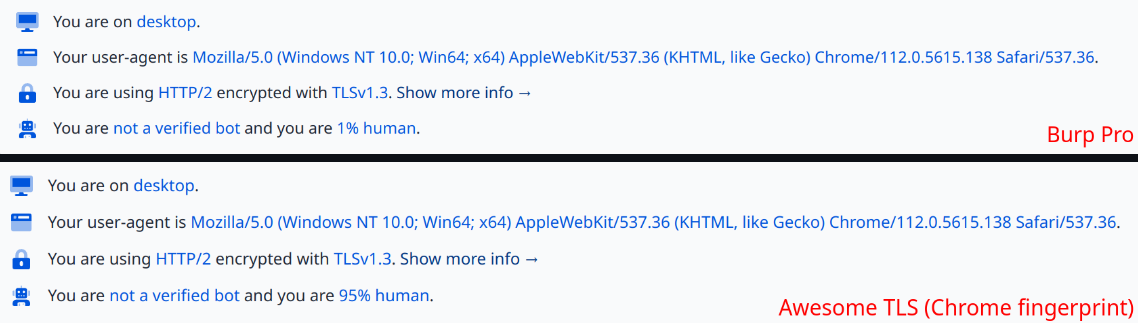 You are on desktop.
Your user-agent is Mozilla/5.0 (Windows NT 10.0; Win64; x64) AppleWebKit/537.36 (KHTML, like Gecko) Chrome/112.0.5615.138 Safari/537.36.
You are using HTTP/2 encrypted with TLSv1.3. Show more info →
You are not a verified bot and you are 1% human.
Burp Pro
You are on desktop.
Your user-agent is Mozilla/5.0 (Windows NT 10.0; Win64; x64) AppleWebKit/537.36 (KHTML, like Gecko) Chrome/112.0.5615.138 Safari/537.36.
You are using HTTP/2 encrypted with TLSv1.3. Show more info →
You are not a verified bot and you are 95% human.
Awesome TLS (Chrome fingerprint)